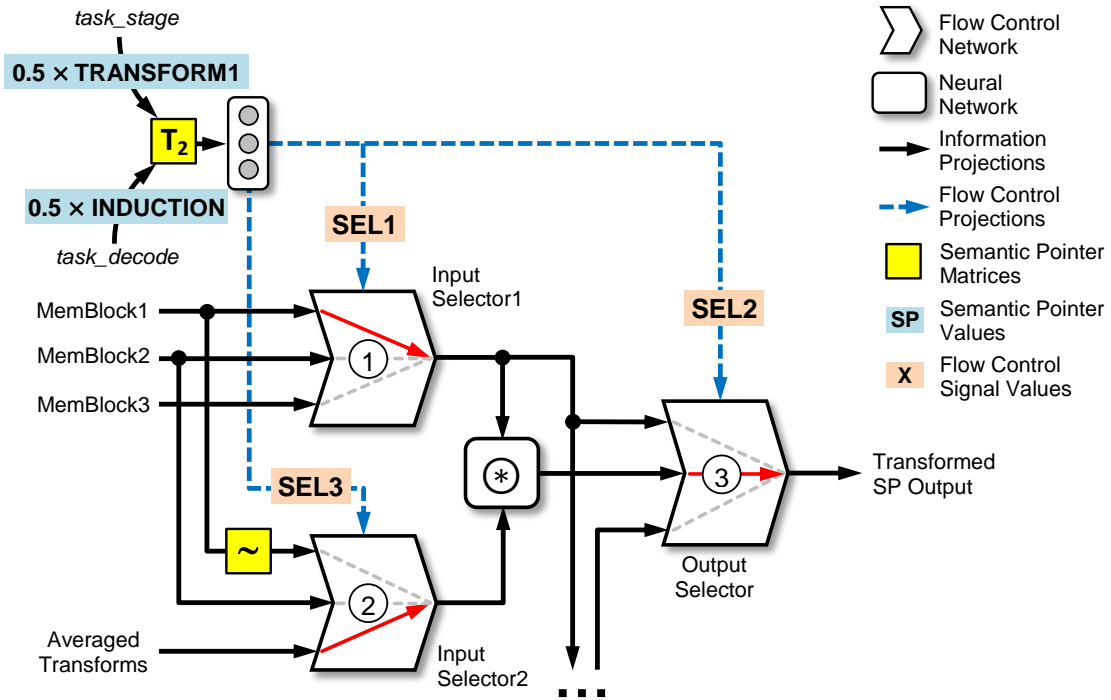 task_stage
0.5 × TRANSFORM1
T2
0.5 × INDUCTION
task_decode
SEL1
SEL2
SEL3
MemBlock1
MemBlock2
MemBlock3
Input
Selector1
1
~
2
Averaged
Transforms
Input
Selector2
⊛
3
Output
Selector
Transformed
SP Output
...
Flow Control
Network
Neural
Network
Information
Projections
Flow Control
Projections
Semantic Pointer
Matrices
SP
Semantic Pointer
Values
X
Flow Control
Signal Values